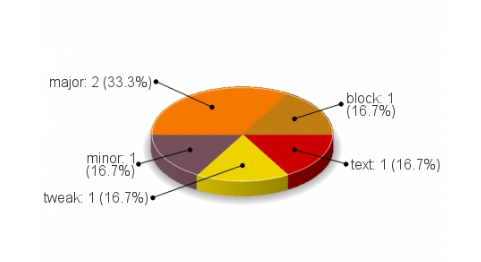 major: 2 (33.3%)
block: 1
(16.7%)
minor: 1
(16.7%)
text: 1 (16.7%)
tweak: 1 (16.7%)